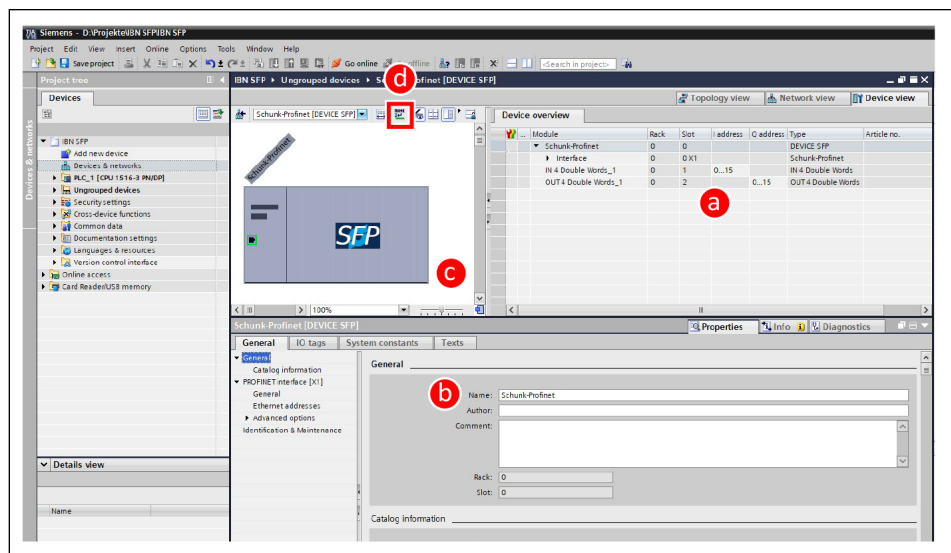 Siemens - D:\Projekte\IBN SFP\IBN SFP
Project Edit View Insert Online Options Tools Window Help
Save project Go online
<Search in project>
Project tree
IBN SFP ▸ Ungrouped devices ▸
ofinet [DEVICE SFP]
d
Devices
Topology view Network view Device view
Schunk-Profinet [DEVICE SFP]
Device overview
Devices & networks
IBN SFP
Add new device
Devices & networks
PLC_1 [CPU 1516-3 PN/DP]
Ungrouped devices
Security settings
Cross-device functions
Common data
Documentation settings
Languages & resources
Version control interface
Online access
Card Reader/USB memory
Schunk-Profinet
SFP
c
100%
... Module Rack Slot I address Q address Type Article no.
Schunk-Profinet 0 0 DEVICE SFP
Interface 0 0 X1 Schunk-Profinet
IN 4 Double Words_1 0 1 0...15 IN 4 Double Words
OUT 4 Double Words_1 0 2 0...15 OUT 4 Double Words
a
Schunk-Profinet [DEVICE SFP]
Properties Info Diagnostics
General IO tags System constants Texts
General
Catalog information
PROFINET interface [X1]
General
Ethernet addresses
Advanced options
Identification & Maintenance
General
b
Name: Schunk-Profinet
Author:
Comment:
Rack: 0
Slot: 0
Catalog information
Details view
Name